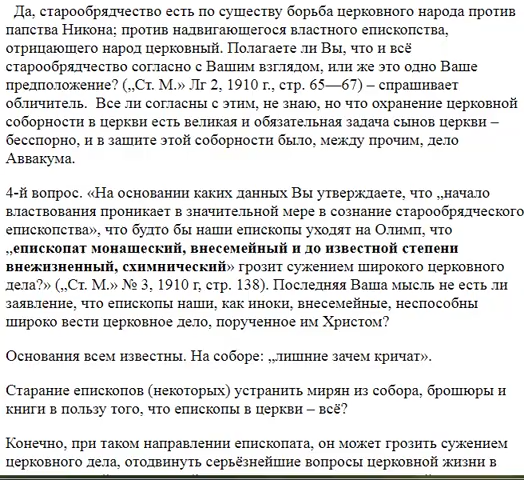 Да, старообрядчество есть по существу борьба церковного народа против
папства Никона; против надвигающегося властного епископства,
отрицающего народ церковный. Полагаете ли Вы, что и всё
старообрядчество согласно с Вашим взглядом, или же это одно Ваше
предположение? („Ст. М.» Лг 2, 1910 г., стр. 65—67) – спрашивает
обличитель.  Все ли согласны с этим, не знаю, но что охранение церковной
соборности в церкви есть великая и обязательная задача сынов церкви –
бесспорно, и в защите этой соборности было, между прочим, дело
Аввакума.
4-й вопрос. «На основании каких данных Вы утверждаете, что „начало
властвования проникает в значительной мере в сознание старообрядческого
епископства», что будто бы наши епископы уходят на Олимп, что
„епископат монашеский, внесемейный и до известной степени
внежизненный, схимнический» грозит сужением широкого церковного
дела?» („Ст. М.» № 3, 1910 г, стр. 138). Последняя Ваша мысль не есть ли
заявление, что епископы наши, как иноки, внесемейные, неспособны
широко вести церковное дело, порученное им Христом?
Основания всем известны. На соборе: „лишние зачем кричат».
Старание епископов (некоторых) устранить мирян из собора, брошюры и
книги в пользу того, что епископы в церкви – всё?
Конечно, при таком направлении епископата, он может грозить сужением
церковного дела, отодвинуть серьёзнейшие вопросы церковной жизни в